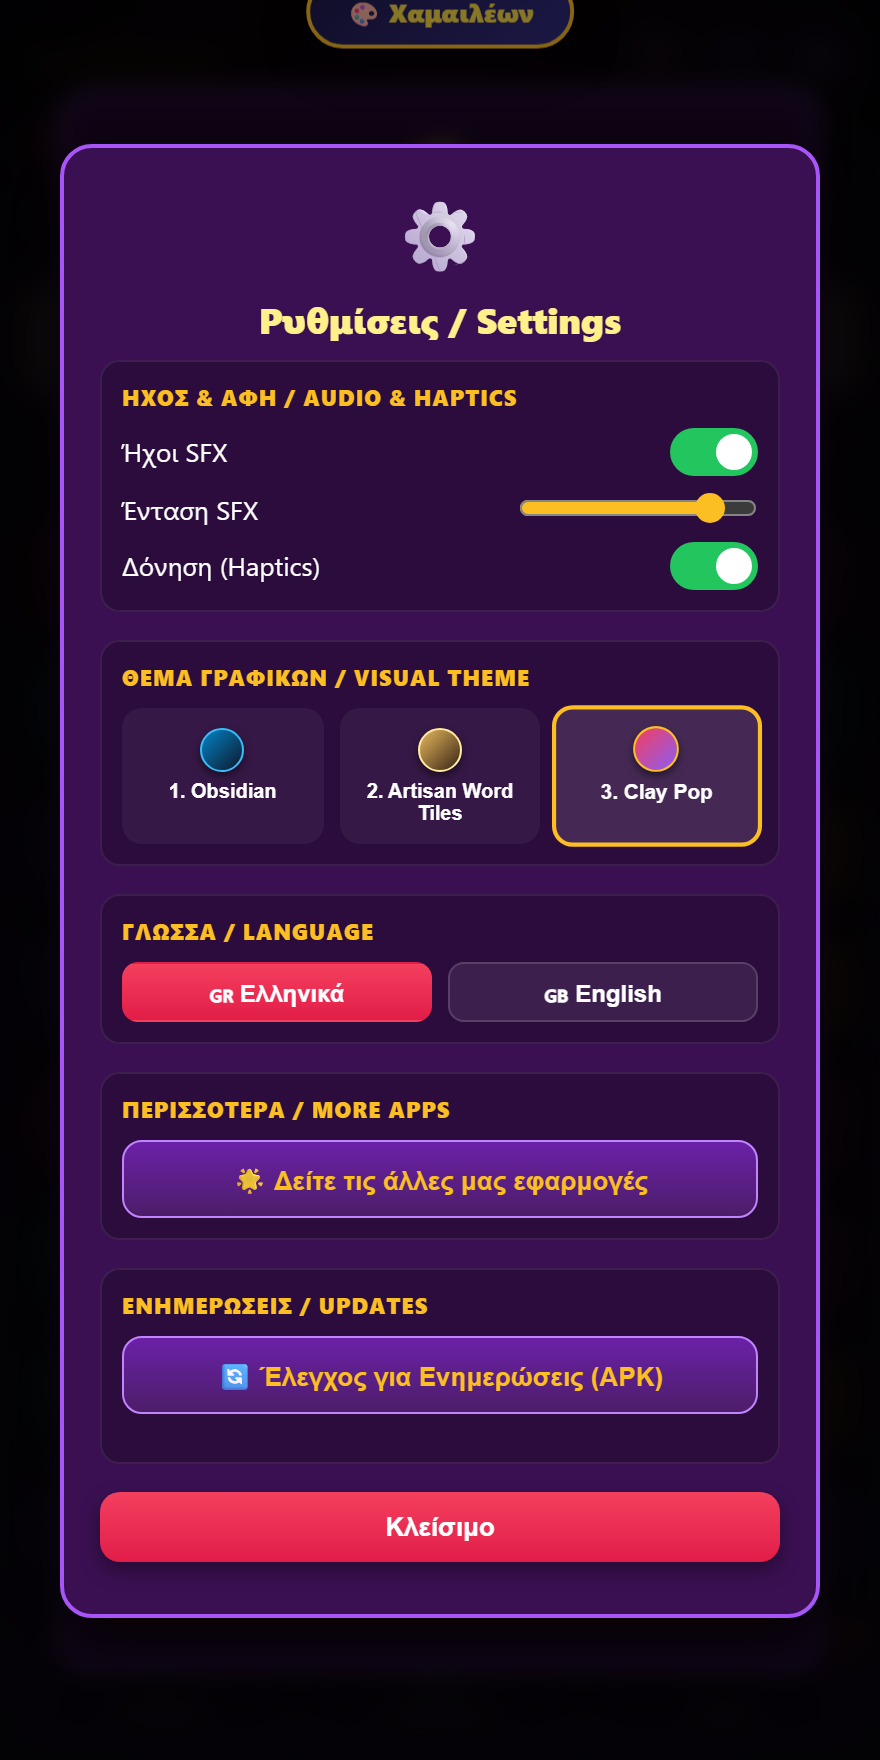 🎨 Χαμαιλέων
Ρυθμίσεις / Settings
ΗΧΟΣ & ΑΦΗ / AUDIO & HAPTICS
Ήχοι SFX
Ένταση SFX
Δόνηση (Haptics)
ΘΕΜΑ ΓΡΑΦΙΚΩΝ / VISUAL THEME
1. Obsidian
2. Artisan Word
Tiles
3. Clay Pop
ΓΛΩΣΣΑ / LANGUAGE
GR Ελληνικά
GB English
ΠΕΡΙΣΣΟΤΕΡΑ / MORE APPS
🌟 Δείτε τις άλλες μας εφαρμογές
ΕΝΗΜΕΡΩΣΕΙΣ / UPDATES
🔄 Έλεγχος για Ενημερώσεις (APK)
Κλείσιμο